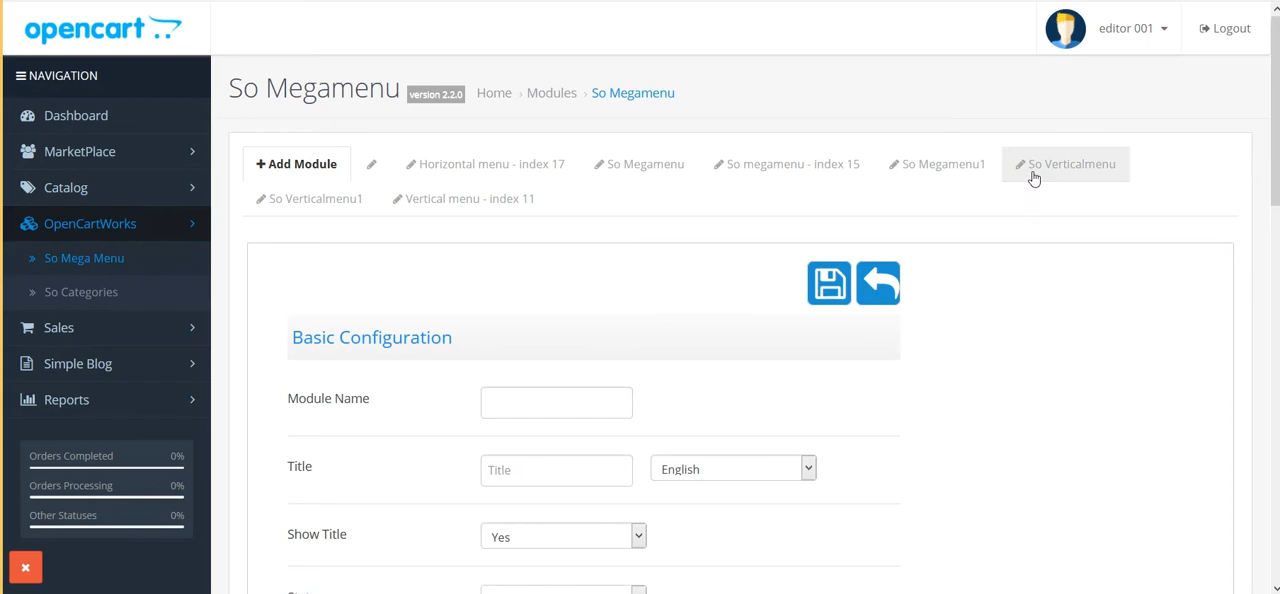 opencart
editor 001
Logout
NAVIGATION
So Megamenu version 2.2.0 Home › Modules › So Megamenu
Dashboard
MarketPlace
Catalog
OpenCartWorks
» So Mega Menu
» So Categories
Sales
Simple Blog
Reports
Orders Completed 0%
Orders Processing 0%
Other Statuses 0%
+ Add Module
Horizontal menu - index 17
So Megamenu
So megamenu - index 15
So Megamenu1
So Verticalmenu
So Verticalmenu1
Vertical menu - index 11
Basic Configuration
Module Name
Title Title English
Show Title Yes